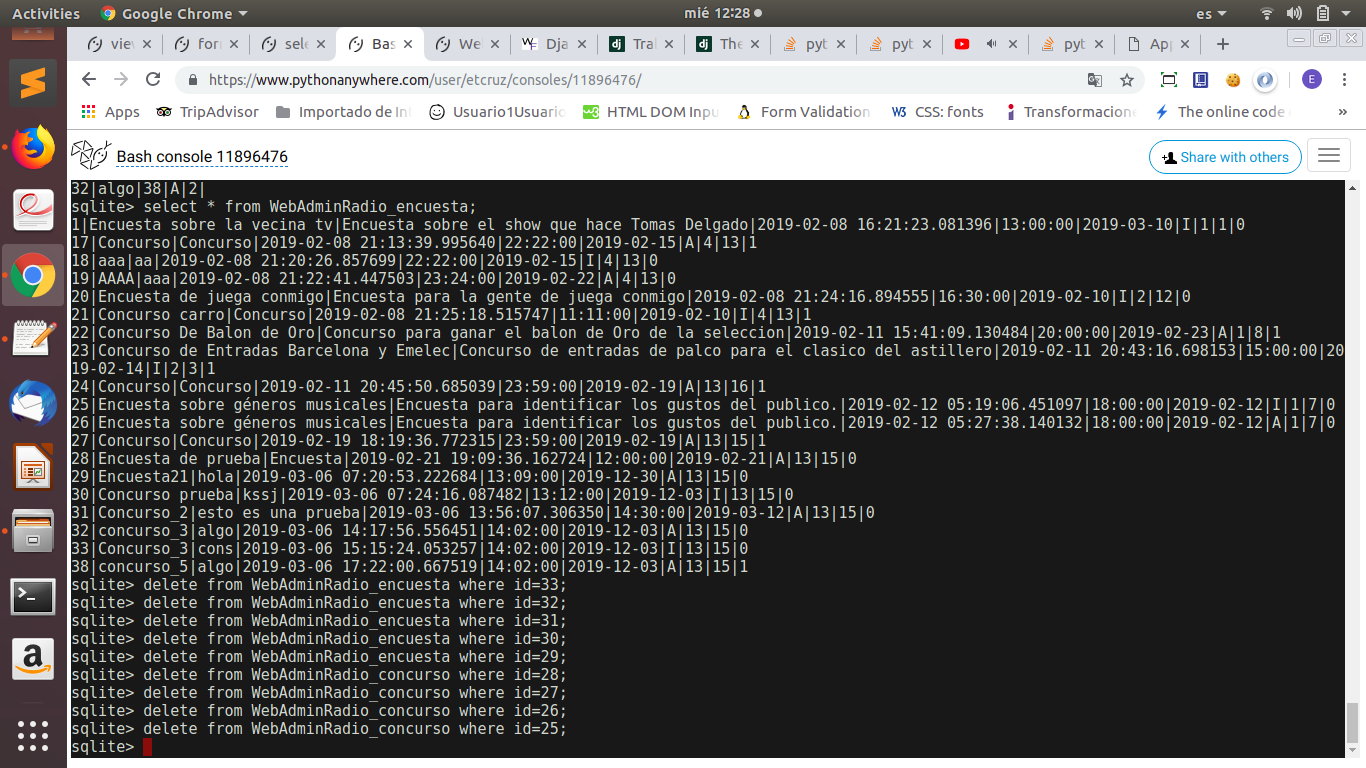 Activities
Google Chrome
mié 12:28
es
view
forr
sele
Bas
We
Dja
Tra
The
pyt
pyt
pyt
App
https://www.pythonanywhere.com/user/etcruz/consoles/11896476/
E
Apps
TripAdvisor
Importado de In
Usuario1Usuario
HTML DOM Inpu
Form Validation
CSS: fonts
Transformacione
The online code
»
Bash console 11896476
Share with others
32|algo|38|A|2|
sqlite> select * from WebAdminRadio_encuesta;
1|Encuesta sobre la vecina tv|Encuesta sobre el show que hace Tomas Delgado|2019-02-08 16:21:23.081396|13:00:00|2019-03-10|I|1|1|0
17|Concurso|Concurso|2019-02-08 21:13:39.995640|22:22:00|2019-02-15|A|4|13|1
18|aaa|aa|2019-02-08 21:20:26.857699|22:22:00|2019-02-15|I|4|13|0
19|AAAA|aaa|2019-02-08 21:22:41.447503|23:24:00|2019-02-22|A|4|13|0
20|Encuesta de juega conmigo|Encuesta para la gente de juega conmigo|2019-02-08 21:24:16.894555|16:30:00|2019-02-10|I|2|12|0
21|Concurso carro|Concurso|2019-02-08 21:25:18.515747|11:11:00|2019-02-10|I|4|13|1
22|Concurso De Balon de Oro|Concurso para ganar el balon de Oro de la seleccion|2019-02-11 15:41:09.130484|20:00:00|2019-02-23|A|1|8|1
23|Concurso de Entradas Barcelona y Emelec|Concurso de entradas de palco para el clasico del astillero|2019-02-11 20:43:16.698153|15:00:00|20
19-02-14|I|2|3|1
24|Concurso|Concurso|2019-02-11 20:45:50.685039|23:59:00|2019-02-19|A|13|16|1
25|Encuesta sobre géneros musicales|Encuesta para identificar los gustos del publico.|2019-02-12 05:19:06.451097|18:00:00|2019-02-12|I|1|7|0
26|Encuesta sobre géneros musicales|Encuesta para identificar los gustos del publico.|2019-02-12 05:27:38.140132|18:00:00|2019-02-12|A|1|7|0
27|Concurso|Concurso|2019-02-19 18:19:36.772315|23:59:00|2019-02-19|A|13|15|1
28|Encuesta de prueba|Encuesta|2019-02-21 19:09:36.162724|12:00:00|2019-02-21|A|13|15|0
29|Encuesta21|hola|2019-03-06 07:20:53.222684|13:09:00|2019-12-30|A|13|15|0
30|Concurso prueba|kssj|2019-03-06 07:24:16.087482|13:12:00|2019-12-03|I|13|15|0
31|Concurso_2|esto es una prueba|2019-03-06 13:56:07.306350|14:30:00|2019-03-12|A|13|15|0
32|concurso_3|algo|2019-03-06 14:17:56.556451|14:02:00|2019-12-03|A|13|15|0
33|Concurso_3|cons|2019-03-06 15:15:24.053257|14:02:00|2019-12-03|I|13|15|0
38|concurso_5|algo|2019-03-06 17:22:00.667519|14:02:00|2019-12-03|A|13|15|1
sqlite> delete from WebAdminRadio_encuesta where id=33;
sqlite> delete from WebAdminRadio_encuesta where id=32;
sqlite> delete from WebAdminRadio_encuesta where id=31;
sqlite> delete from WebAdminRadio_encuesta where id=30;
sqlite> delete from WebAdminRadio_encuesta where id=29;
sqlite> delete from WebAdminRadio_concurso where id=28;
sqlite> delete from WebAdminRadio_concurso where id=27;
sqlite> delete from WebAdminRadio_concurso where id=26;
sqlite> delete from WebAdminRadio_concurso where id=25;
sqlite>